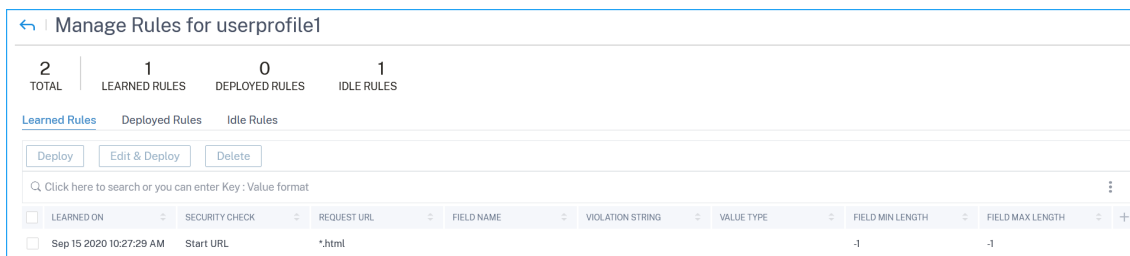 Manage Rules for userprofile1
2 1 0 1
TOTAL LEARNED RULES DEPLOYED RULES IDLE RULES
Learned Rules Deployed Rules Idle Rules
Deploy Edit & Deploy Delete
Click here to search or you can enter Key : Value format
LEARNED ON SECURITY CHECK REQUEST URL FIELD NAME VIOLATION STRING VALUE TYPE FIELD MIN LENGTH FIELD MAX LENGTH
Sep 15 2020 10:27:29 AM Start URL *.html -1 -1